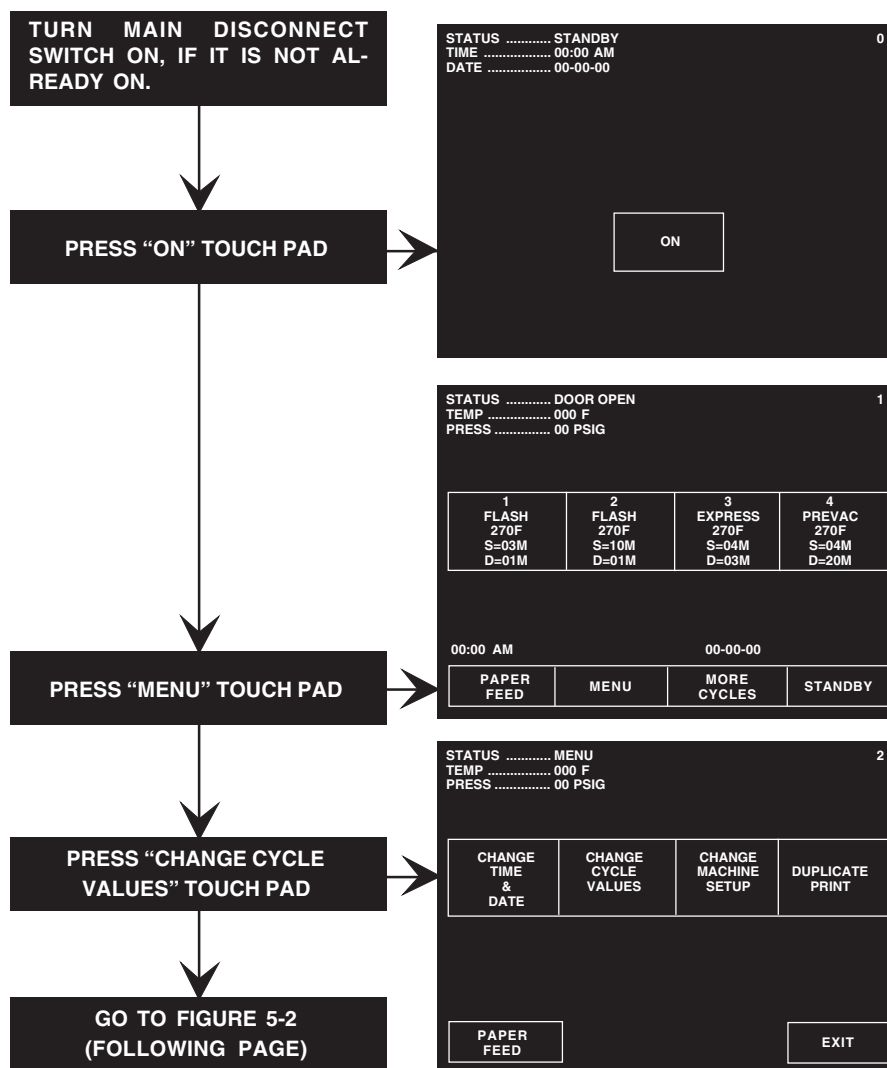 TURN MAIN DISCONNECT
SWITCH ON, IF IT IS NOT AL-
READY ON.
PRESS “ON” TOUCH PAD
STATUS ........... STANDBY 0
TIME ................. 00:00 AM
DATE ................. 00-00-00
ON
PRESS “MENU” TOUCH PAD
STATUS ............ DOOR OPEN 1
TEMP ................. 000 F
PRESS ............... 00 PSIG
1 2 3 4
FLASH FLASH EXPRESS PREVAC
270F 270F 270F 270F
S=03M S=10M S=04M S=04M
D=01M D=01M D=03M D=20M
00:00 AM 00-00-00
PAPER
FEED
MENU
MORE
CYCLES
STANDBY
PRESS “CHANGE CYCLE
VALUES” TOUCH PAD
STATUS ........... MENU 2
TEMP ................. 000 F
PRESS ............... 00 PSIG
CHANGE
TIME
&
DATE
CHANGE
CYCLE
VALUES
CHANGE
MACHINE
SETUP
DUPLICATE
PRINT
PAPER
FEED
EXIT
GO TO FIGURE 5-2
(FOLLOWING PAGE)